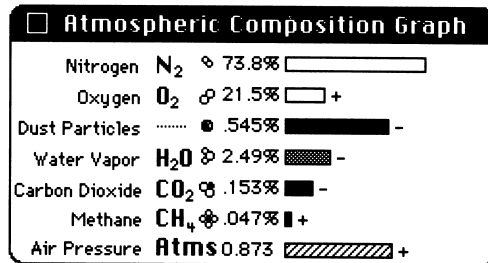 Atmospheric Composition Graph
Nitrogen N₂ 73.8%
Oxygen O₂ 21.5% +
Dust Particles ........ .545% -
Water Vapor H₂O 2.49% -
Carbon Dioxide CO₂ .153% -
Methane CH₄ .047% +
Air Pressure Atms 0.873 +